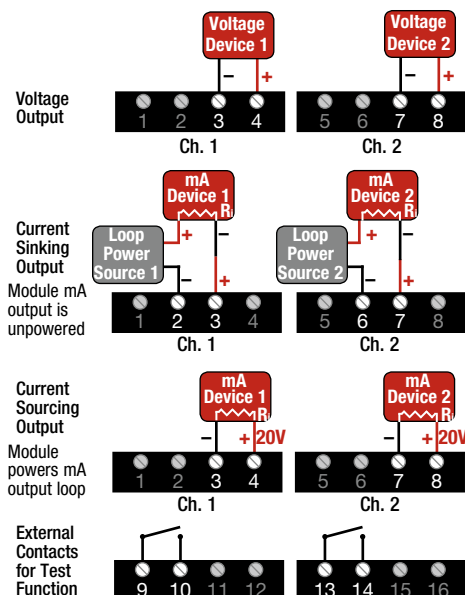 Voltage Device 1
Voltage Device 2
− +
− +
Voltage Output
1 2 3 4
5 6 7 8
Ch. 1
Ch. 2
mA Device 1
Ri
mA Device 2
Ri
Current Sinking Output
Loop Power Source 1
+ −
− +
Loop Power Source 2
+ −
− +
Module mA output is unpowered
1 2 3 4
5 6 7 8
Ch. 1
Ch. 2
Current Sourcing Output
mA Device 1
Ri
mA Device 2
Ri
− + 20V
− + 20V
Module powers mA output loop
1 2 3 4
5 6 7 8
Ch. 1
Ch. 2
External Contacts for Test Function
9 10 11 12
13 14 15 16